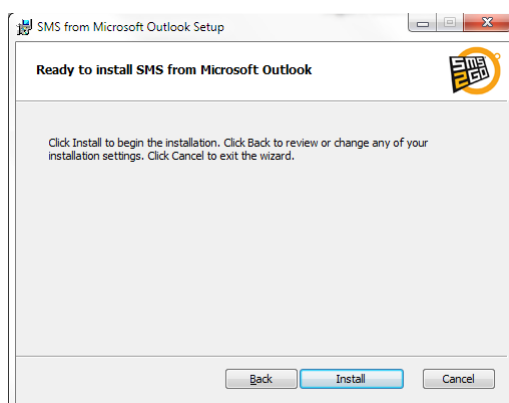 SMS from Microsoft Outlook Setup
Ready to install SMS from Microsoft Outlook
SMS
2GO
Click Install to begin the installation. Click Back to review or change any of your
installation settings. Click Cancel to exit the wizard.
Back
Install
Cancel